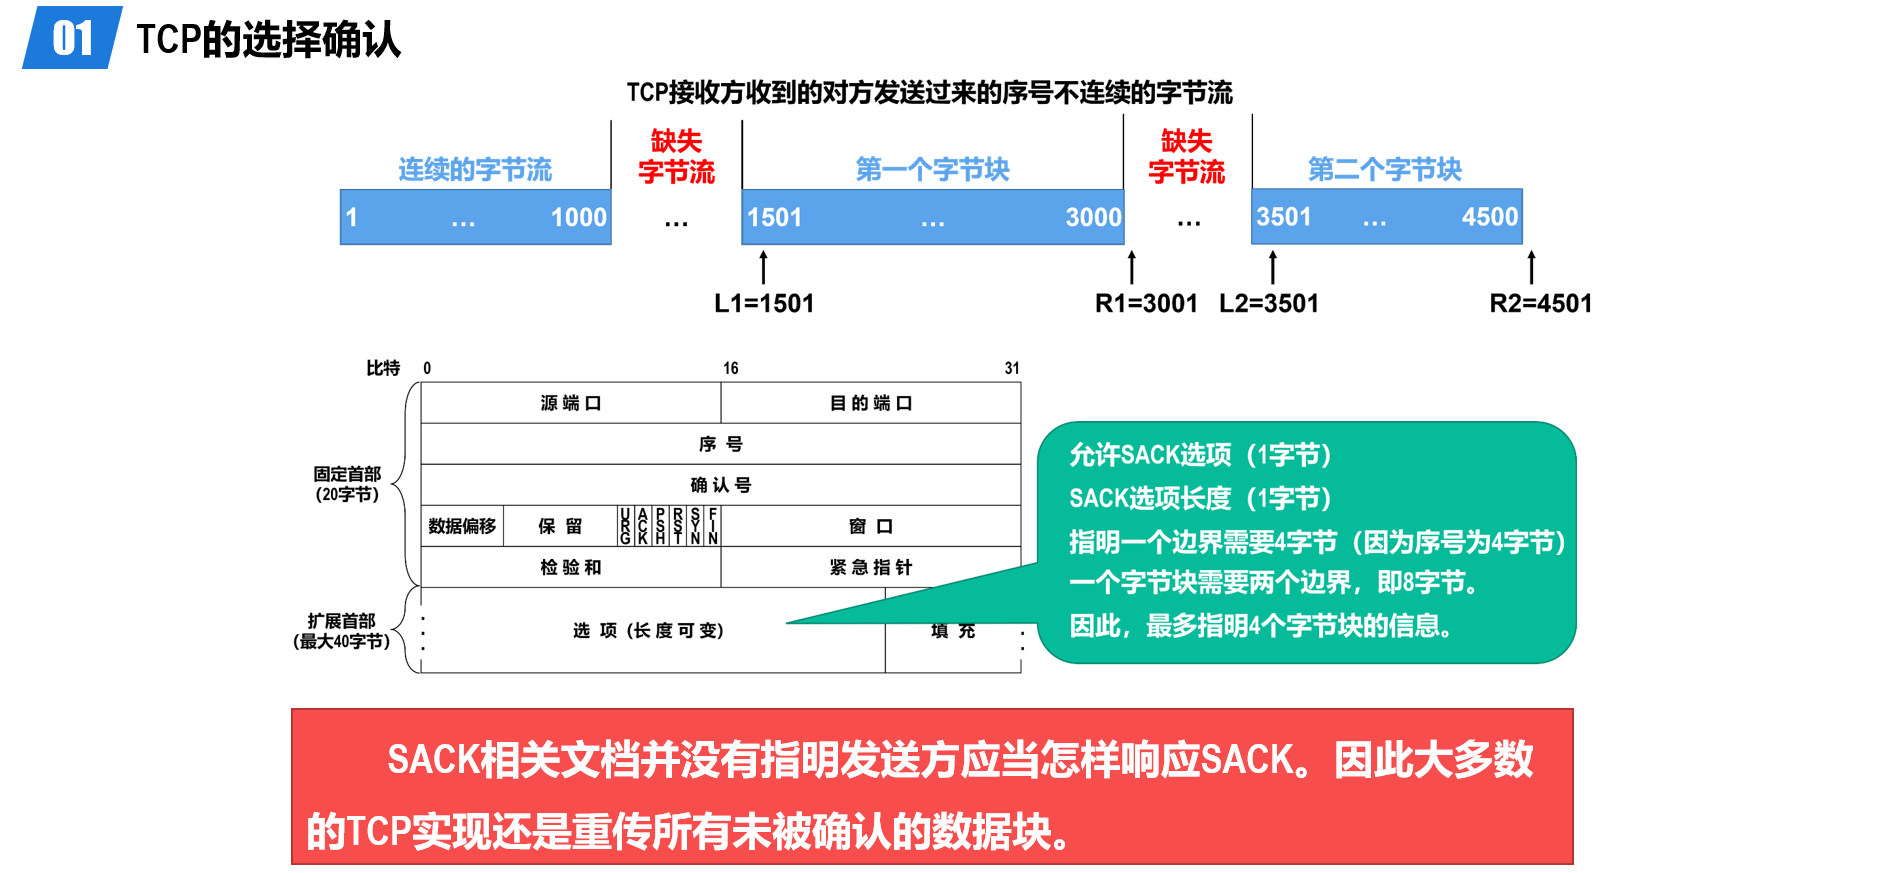 01 TCP的选择确认
TCP接收方收到的对方发送过来的序号不连续的字节流
连续的字节流
缺失
字节流
第一个字节块
缺失
字节流
第二个字节块
1 … 1000 … 1501 … 3000 … 3501 … 4500
L1=1501 R1=3001 L2=3501 R2=4501
比特 0 16 31
源端口 目的端口
序号
确认号
固定首部
(20字节)
数据偏移 保留 URG ACK PSH RST SYN FIN 窗口
检验和 紧急指针
扩展首部
(最大40字节)
选项 (长度可变) 填充
允许SACK选项（1字节）
SACK选项长度（1字节）
指明一个边界需要4字节（因为序号为4字节）
一个字节块需要两个边界，即8字节。
因此，最多指明4个字节块的信息。
SACK相关文档并没有指明发送方应当怎样响应SACK。因此大多数
的TCP实现还是重传所有未被确认的数据块。